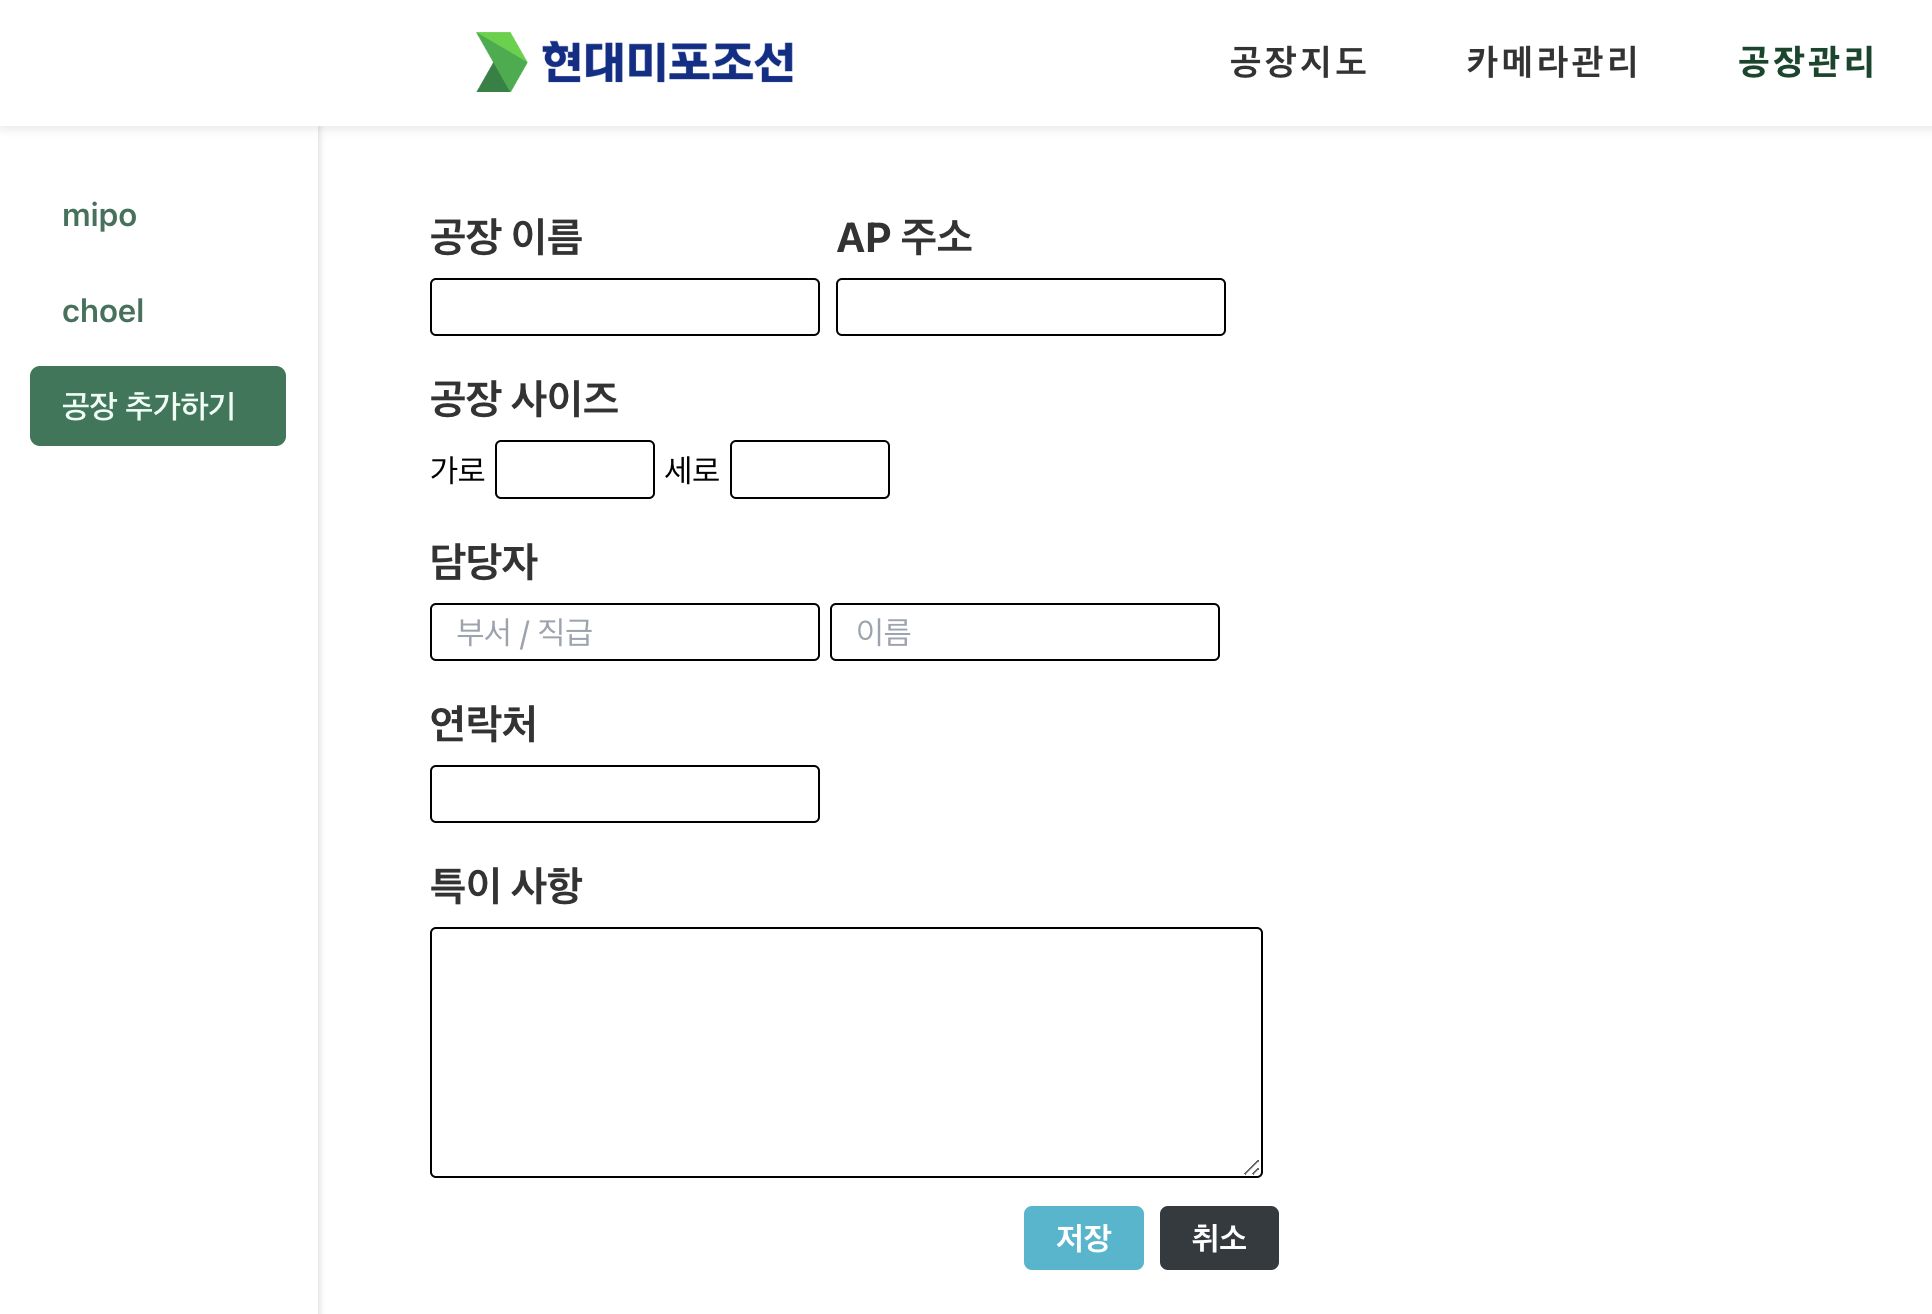 현대미포조선
공장지도 카메라관리 공장관리
mipo
choel
공장 추가하기
공장 이름 AP 주소
공장 사이즈
가로 세로
담당자
부서 / 직급 이름
연락처
특이 사항
저장 취소